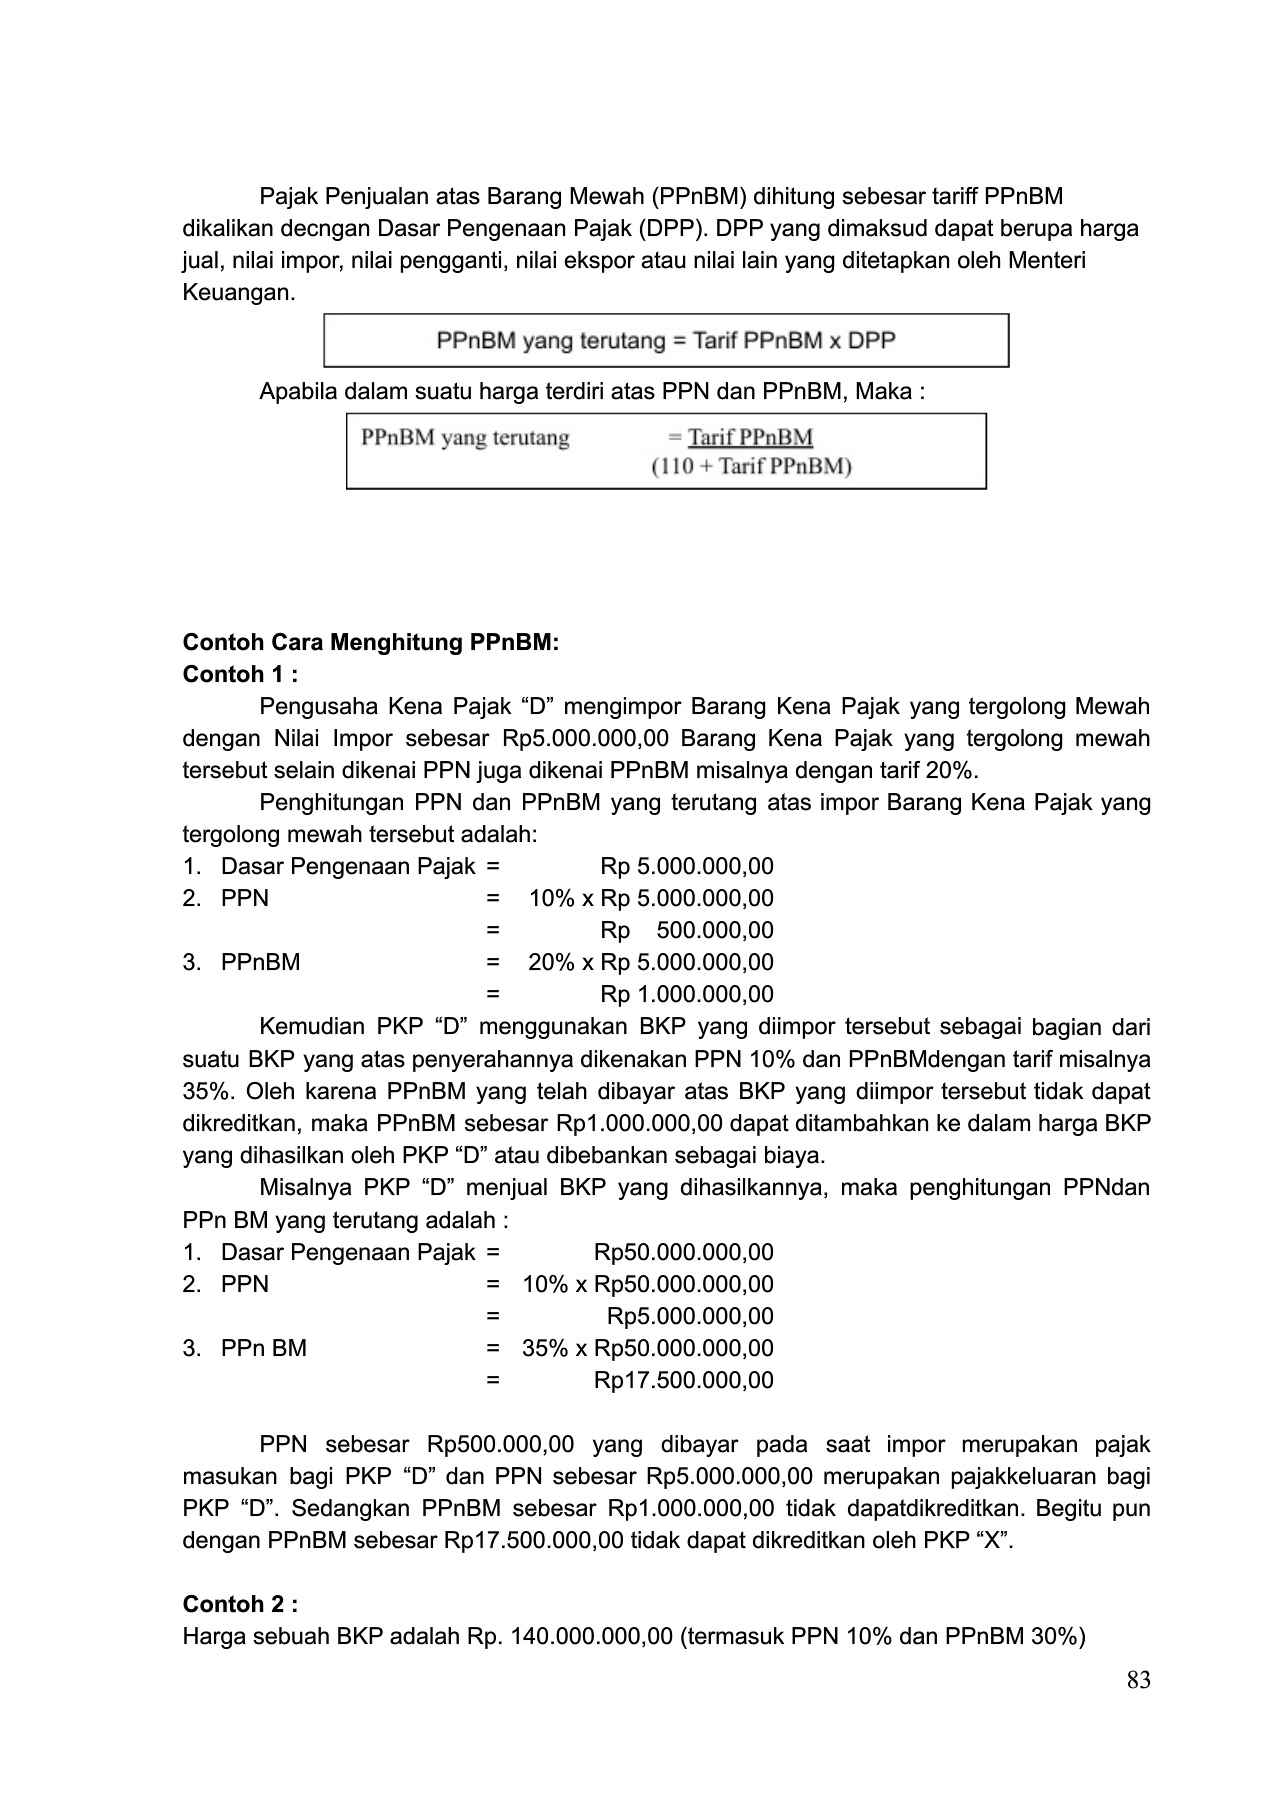 Pajak Penjualan atas Barang Mewah (PPnBM) dihitung sebesar tariff PPnBM
dikalikan decngan Dasar Pengenaan Pajak (DPP). DPP yang dimaksud dapat berupa harga
jual, nilai impor, nilai pengganti, nilai ekspor atau nilai lain yang ditetapkan oleh Menteri
Keuangan.
PPnBM yang terutang = Tarif PPnBM x DPP
Apabila dalam suatu harga terdiri atas PPN dan PPnBM, Maka :
PPnBM yang terutang = Tarif PPnBM
(110 + Tarif PPnBM)
Contoh Cara Menghitung PPnBM:
Contoh 1 :
Pengusaha Kena Pajak “D” mengimpor Barang Kena Pajak yang tergolong Mewah
dengan Nilai Impor sebesar Rp5.000.000,00 Barang Kena Pajak yang tergolong mewah
tersebut selain dikenai PPN juga dikenai PPnBM misalnya dengan tarif 20%.
Penghitungan PPN dan PPnBM yang terutang atas impor Barang Kena Pajak yang
tergolong mewah tersebut adalah:
1. Dasar Pengenaan Pajak = Rp 5.000.000,00
2. PPN = 10% x Rp 5.000.000,00
= Rp 500.000,00
3. PPnBM = 20% x Rp 5.000.000,00
= Rp 1.000.000,00
Kemudian PKP “D” menggunakan BKP yang diimpor tersebut sebagai bagian dari
suatu BKP yang atas penyerahannya dikenakan PPN 10% dan PPnBMdengan tarif misalnya
35%. Oleh karena PPnBM yang telah dibayar atas BKP yang diimpor tersebut tidak dapat
dikreditkan, maka PPnBM sebesar Rp1.000.000,00 dapat ditambahkan ke dalam harga BKP
yang dihasilkan oleh PKP “D” atau dibebankan sebagai biaya.
Misalnya PKP “D” menjual BKP yang dihasilkannya, maka penghitungan PPNdan
PPn BM yang terutang adalah :
1. Dasar Pengenaan Pajak = Rp50.000.000,00
2. PPN = 10% x Rp50.000.000,00
= Rp5.000.000,00
3. PPn BM = 35% x Rp50.000.000,00
= Rp17.500.000,00
PPN sebesar Rp500.000,00 yang dibayar pada saat impor merupakan pajak
masukan bagi PKP “D” dan PPN sebesar Rp5.000.000,00 merupakan pajakkeluaran bagi
PKP “D”. Sedangkan PPnBM sebesar Rp1.000.000,00 tidak dapatdikreditkan. Begitu pun
dengan PPnBM sebesar Rp17.500.000,00 tidak dapat dikreditkan oleh PKP “X”.
Contoh 2 :
Harga sebuah BKP adalah Rp. 140.000.000,00 (termasuk PPN 10% dan PPnBM 30%)
83